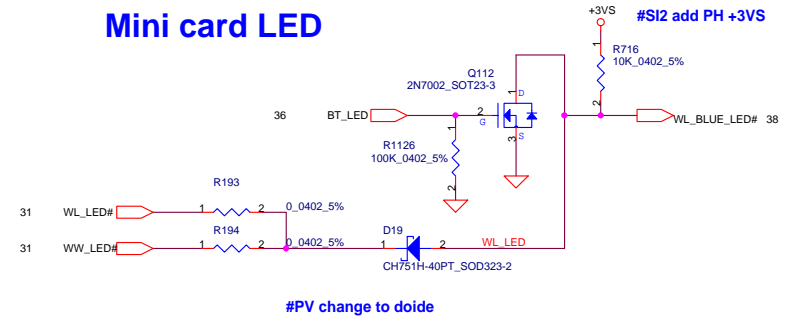 Mini card LED
+3VS
#SI2 add PH +3VS
1
R716
10K_0402_5%
2
Q112
2N7002_SOT23-3
1
D
36
BT_LED
2
G
S
3
WL_BLUE_LED# 38
1
R1126
100K_0402_5%
2
R193
31
WL_LED#
1
2
0_0402_5%
R194
31
WW_LED#
1
2
0_0402_5%
D19
1
2
WL_LED
CH751H-40PT_SOD323-2
#PV change to doide